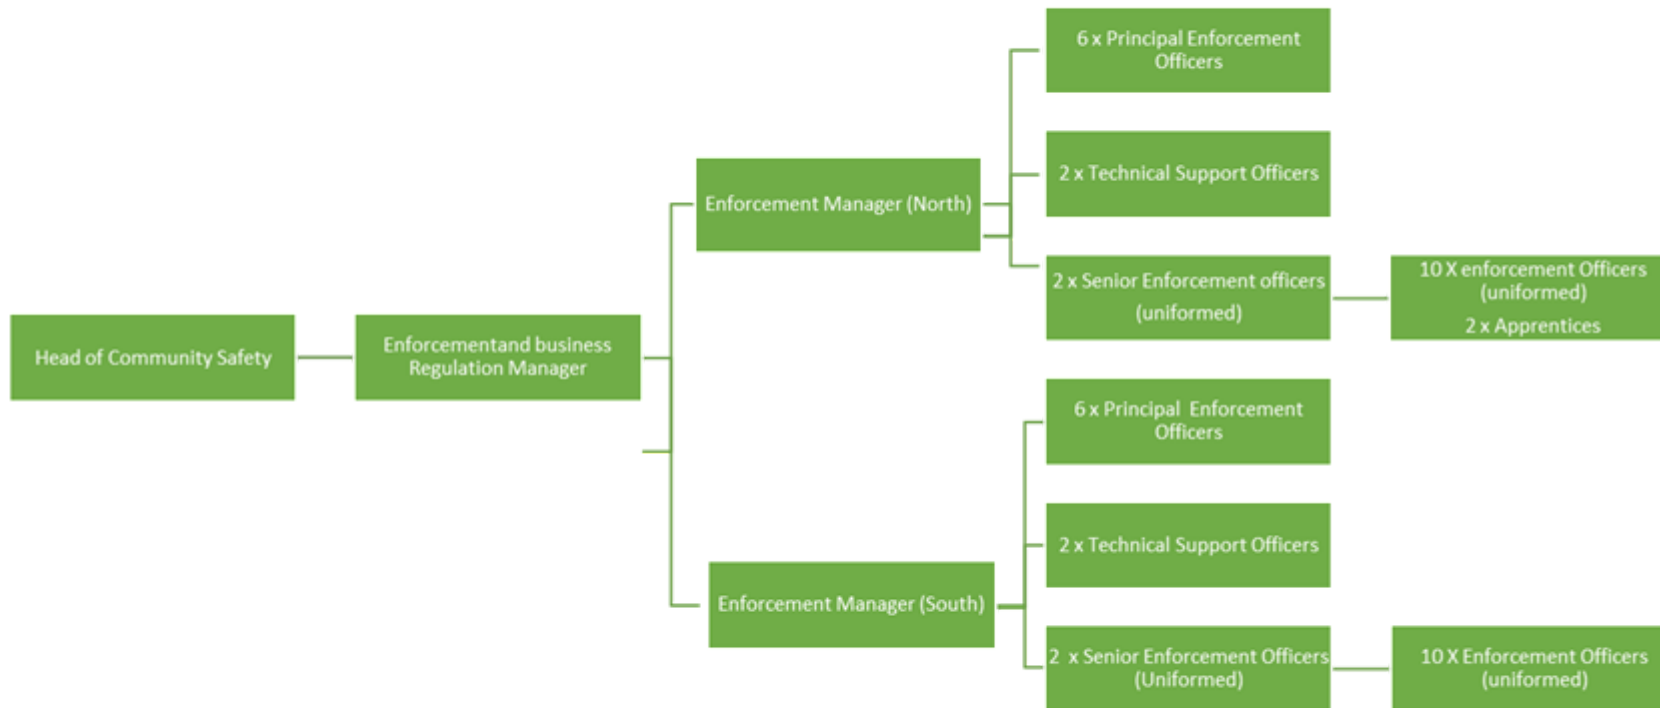 Head of Community Safety
Enforcementand business
Regulation Manager
Enforcement Manager (North)
6 x Principal Enforcement
Officers
2 x Technical Support Officers
2 x Senior Enforcement officers
(uniformed)
10 X enforcement Officers
(uniformed)
2 x Apprentices
Enforcement Manager (South)
6 x Principal Enforcement
Officers
2 x Technical Support Officers
2 x Senior Enforcement Officers
(Uniformed)
10 X Enforcement Officers
(uniformed)